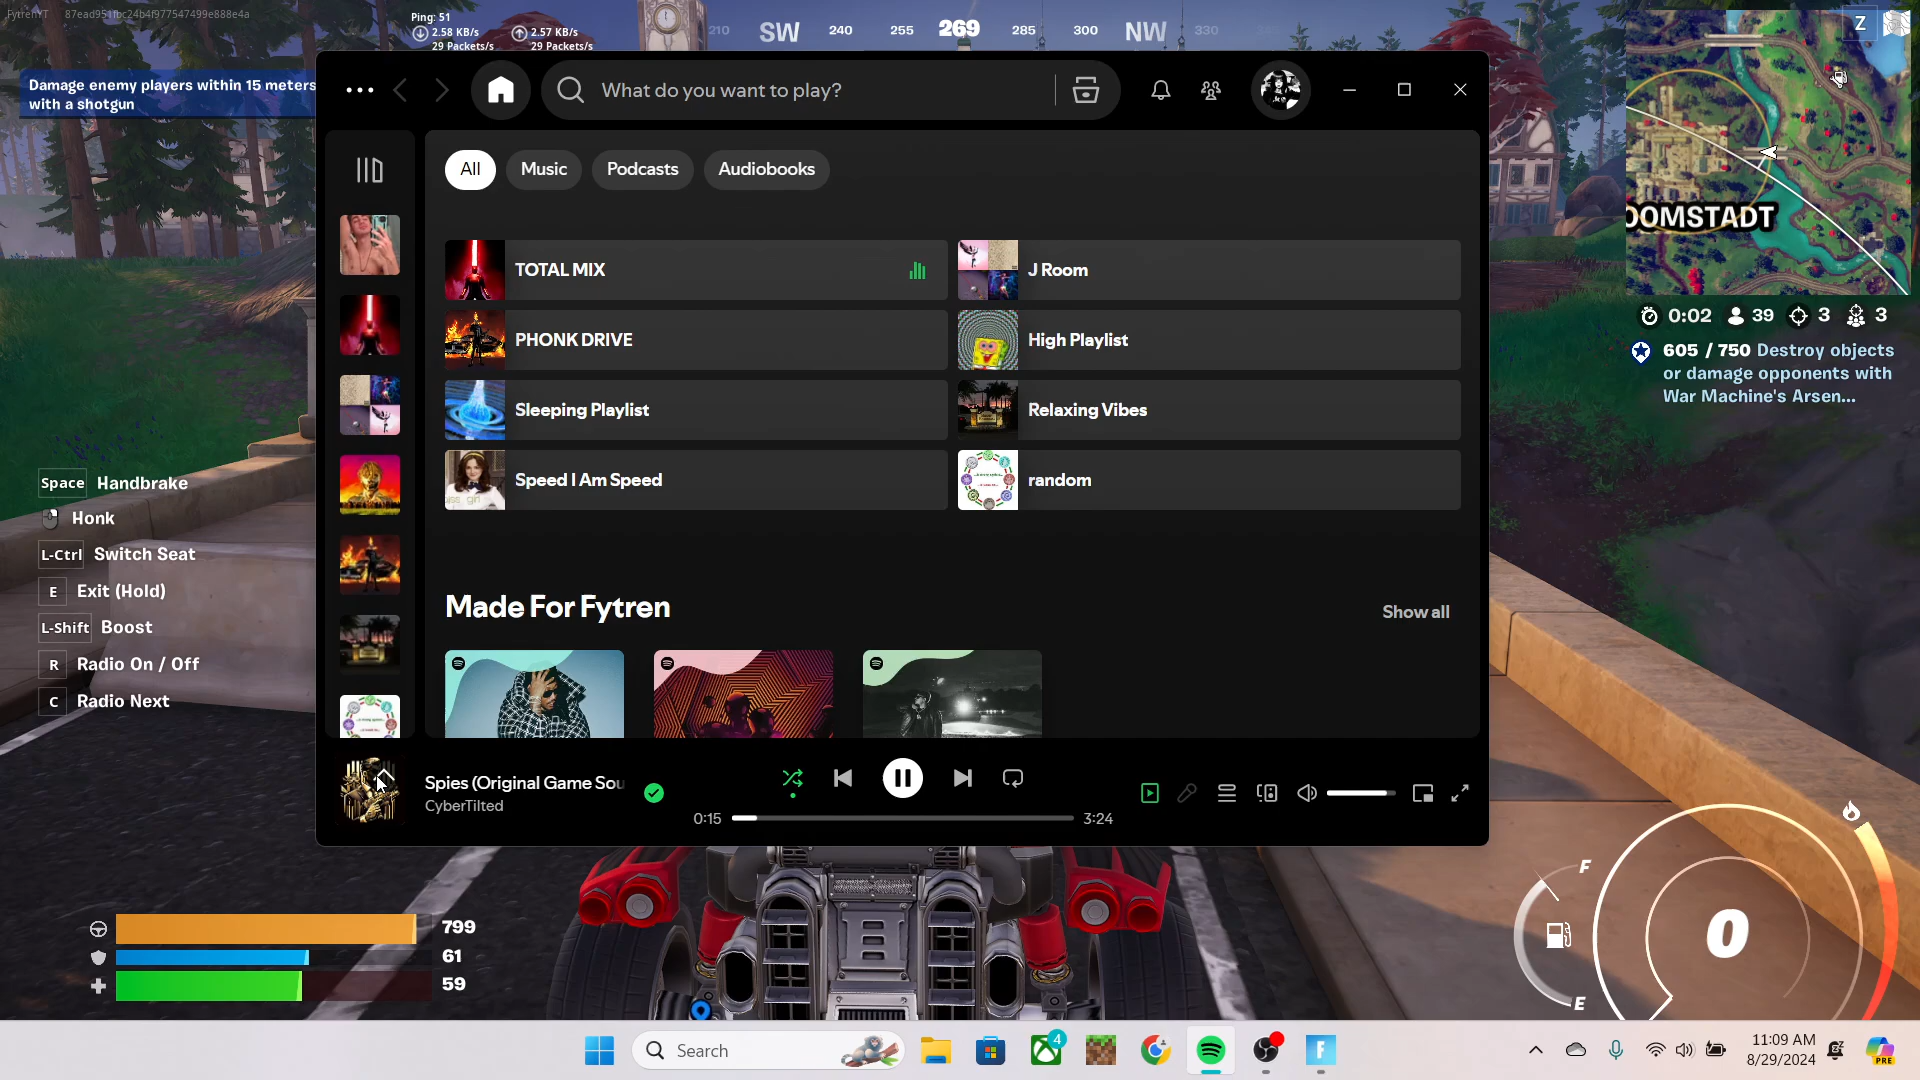 FytrenYT 87ead951fbc24b4f977547499e888e4a
Ping: 51
2.58 KB/s 2.57 KB/s
29 Packets/s 29 Packets/s
210 SW 240 255 269 285 300 NW 330
Z
Damage enemy players within 15 meters
with a shotgun
What do you want to play?
All Music Podcasts Audiobooks
TOTAL MIX
J Room
PHONK DRIVE
High Playlist
Sleeping Playlist
Relaxing Vibes
Speed I Am Speed
random
Made For Fytren
Show all
OOMSTADT
0:02 39 3 3
605 / 750 Destroy objects
or damage opponents with
War Machine's Arsen...
Space Handbrake
Honk
L-Ctrl Switch Seat
E Exit (Hold)
L-Shift Boost
R Radio On / Off
C Radio Next
Spies (Original Game Sou
CyberTilted
0:15
3:24
799
61
59
F
E
0
Search
4
F
11:09 AM
8/29/2024
PRE